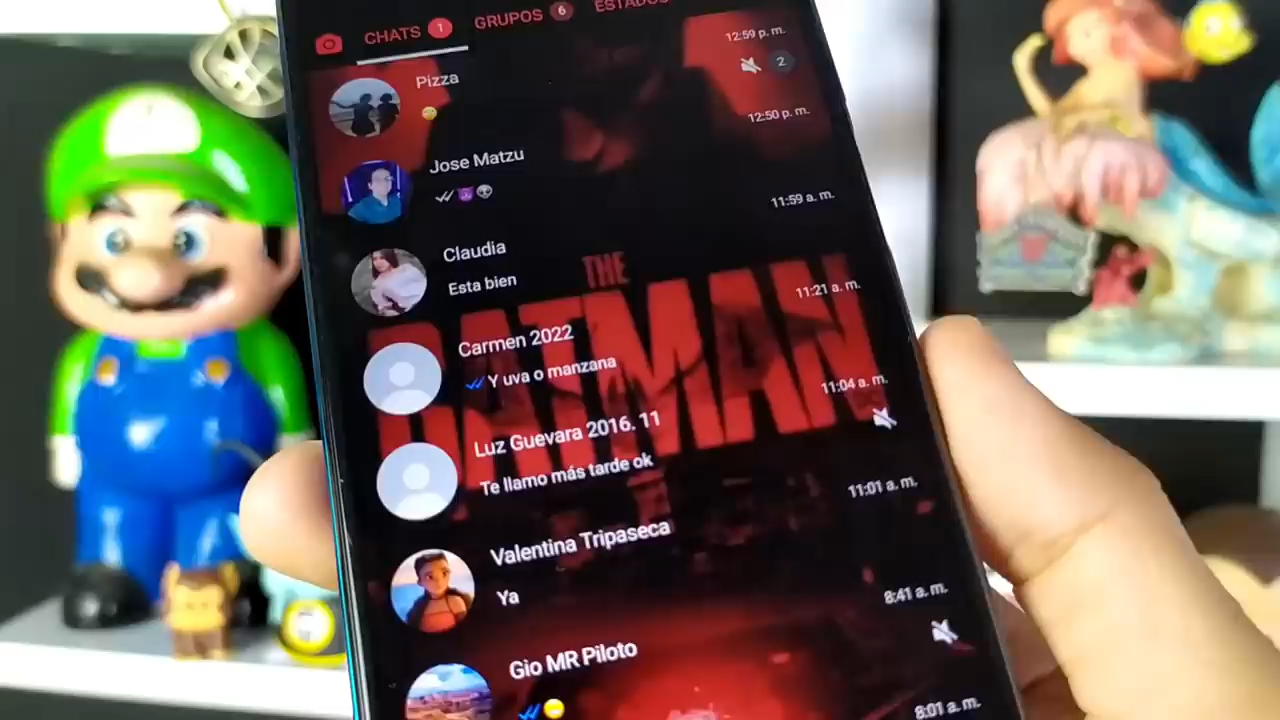 CHATS 1 GRUPOS 6 ESTADOS
12:59 p. m.
Pizza
2
12:50 p. m.
Jose Matzu
11:59 a. m.
Claudia
Esta bien
THE
BATMAN
11:21 a. m.
Carmen 2022
Y uva o manzana
11:04 a. m.
Luz Guevara 2016. 11
Te llamo más tarde ok
11:01 a. m.
Valentina Tripaseca
Ya
8:41 a. m.
Gio MR Piloto
8:01 a. m.